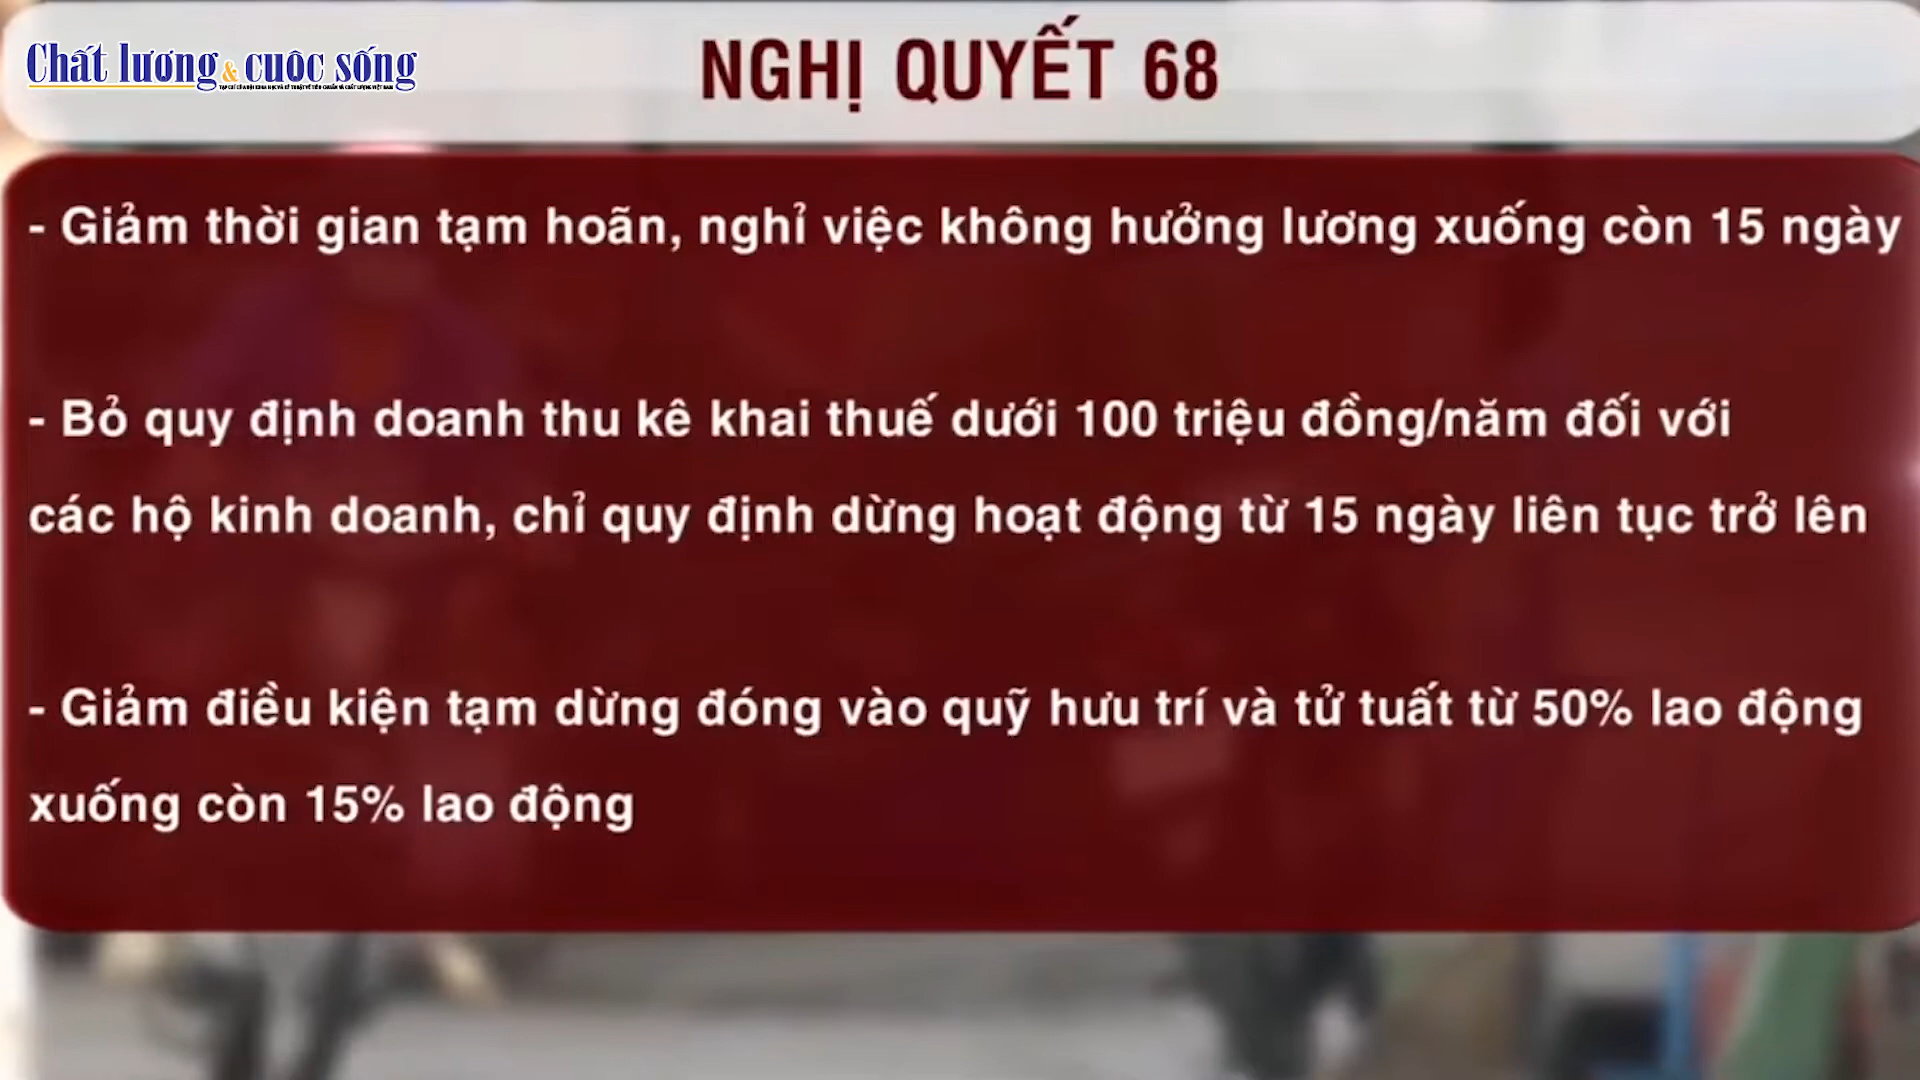 Chất lượng & cuộc sống
NGHỊ QUYẾT 68
- Giảm thời gian tạm hoãn, nghỉ việc không hưởng lương xuống còn 15 ngày
- Bỏ quy định doanh thu kê khai thuế dưới 100 triệu đồng/năm đối với
các hộ kinh doanh, chỉ quy định dừng hoạt động từ 15 ngày liên tục trở lên
- Giảm điều kiện tạm dừng đóng vào quỹ hưu trí và tử tuất từ 50% lao động
xuống còn 15% lao động